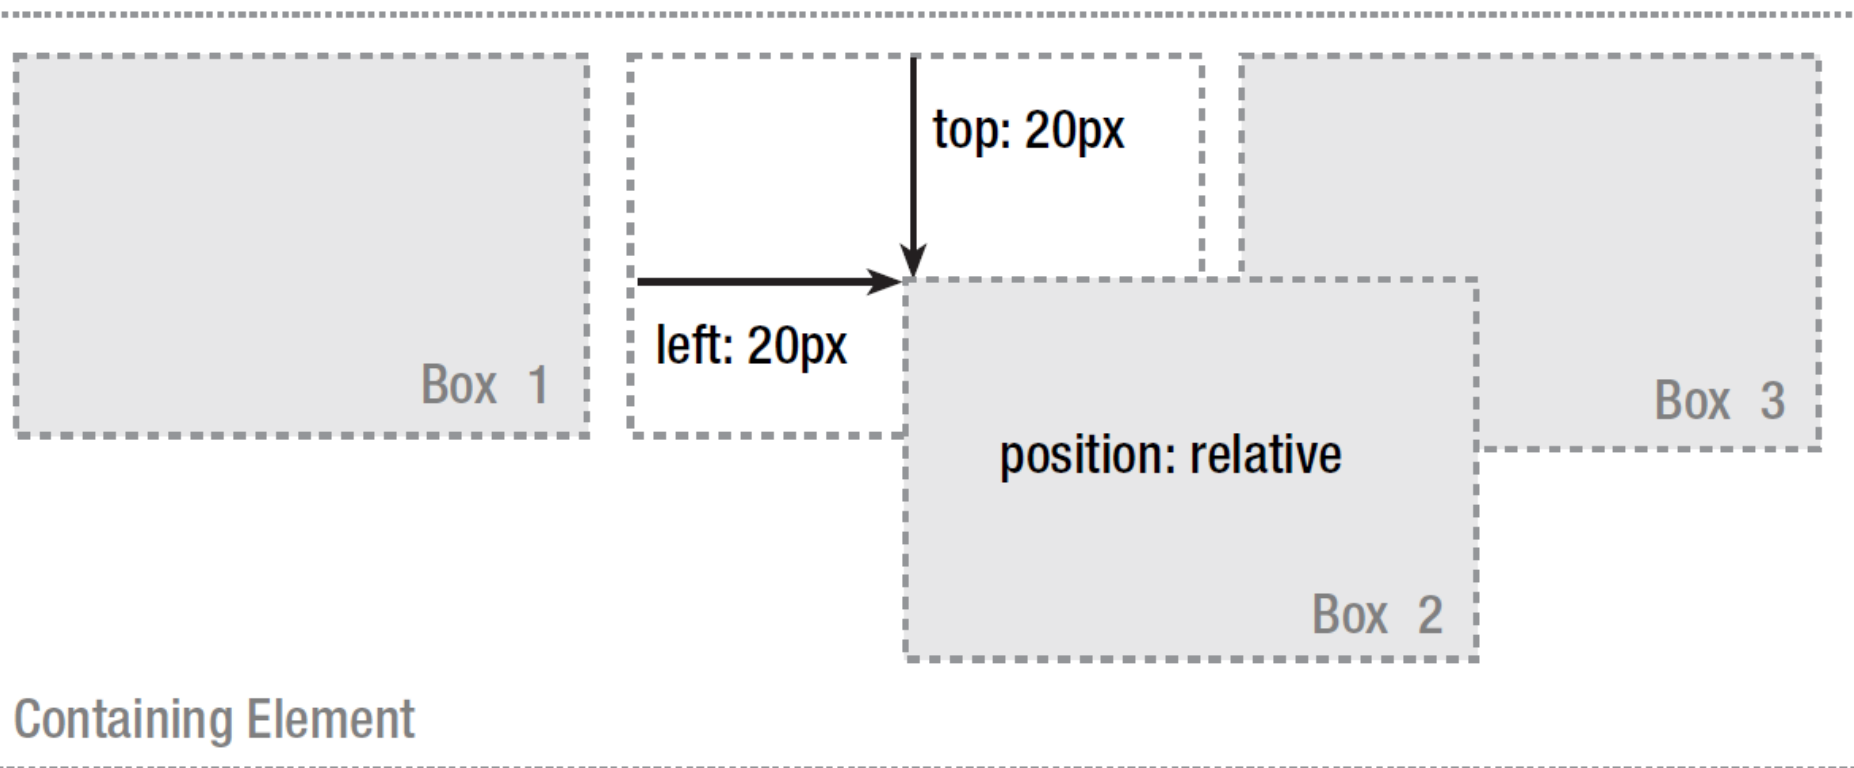 top: 20px
left: 20px
Box 1
Box 3
position: relative
Box 2
Containing Element